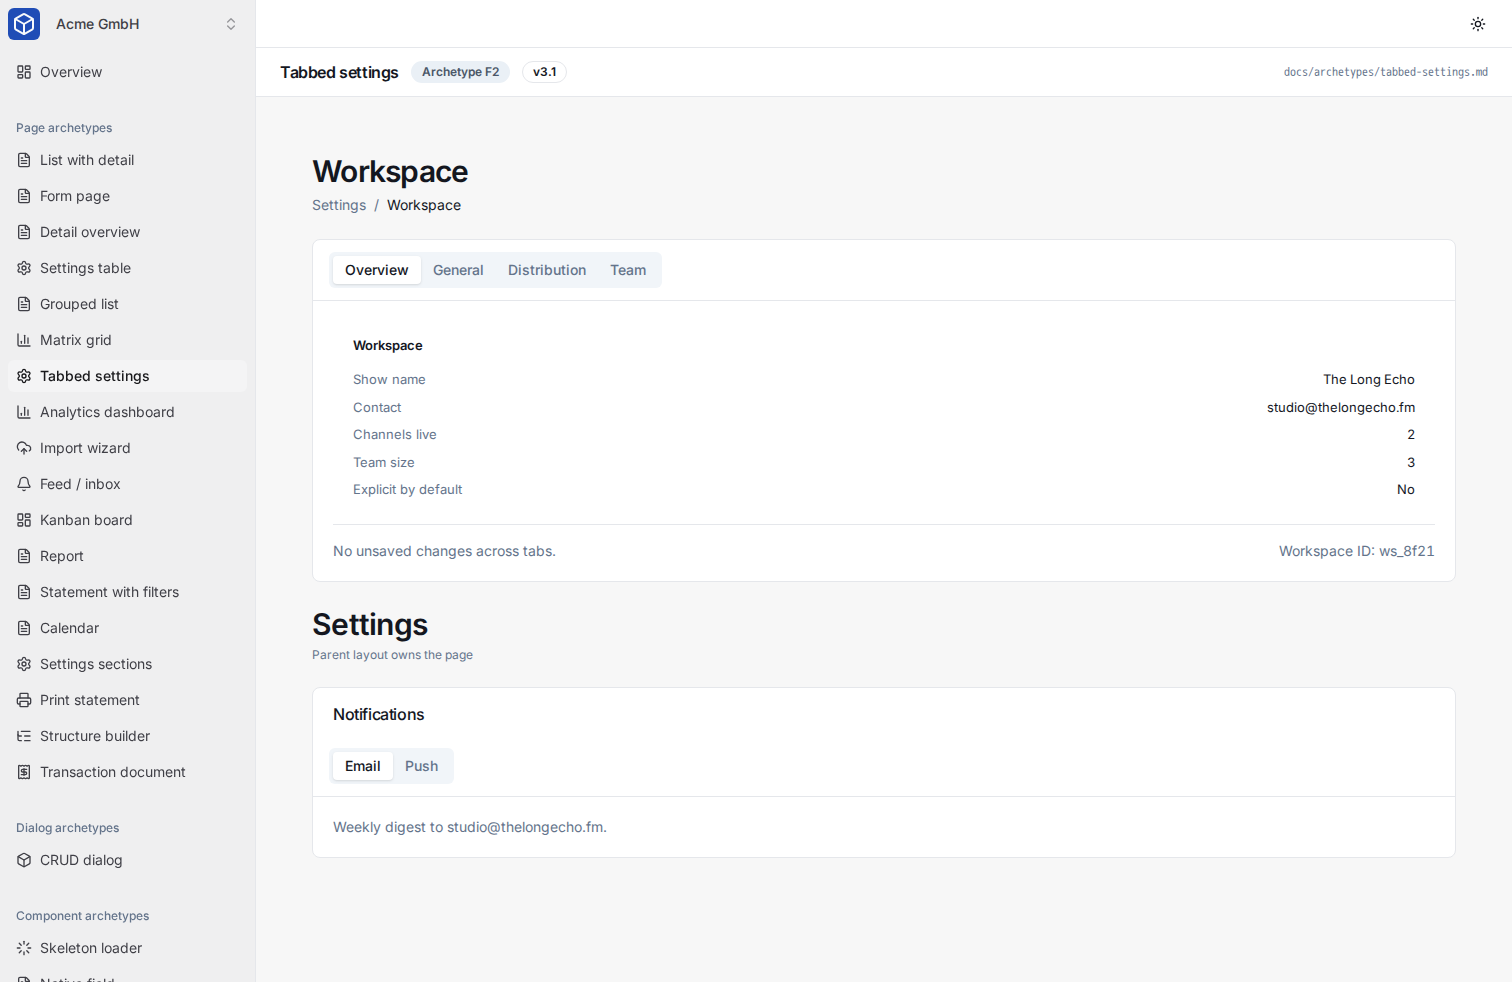 Acme GmbH
Overview
Page archetypes
List with detail
Form page
Detail overview
Settings table
Grouped list
Matrix grid
Tabbed settings
Analytics dashboard
Import wizard
Feed / inbox
Kanban board
Report
Statement with filters
Calendar
Settings sections
Print statement
Structure builder
Transaction document
Dialog archetypes
CRUD dialog
Component archetypes
Skeleton loader
Native field
Tabbed settings Archetype F2 v3.1 docs/archetypes/tabbed-settings.md
Workspace
Settings / Workspace
Overview General Distribution Team
Workspace
Show name The Long Echo
Contact studio@thelongecho.fm
Channels live 2
Team size 3
Explicit by default No
No unsaved changes across tabs. Workspace ID: ws_8f21
Settings
Parent layout owns the page
Notifications
Email Push
Weekly digest to studio@thelongecho.fm.